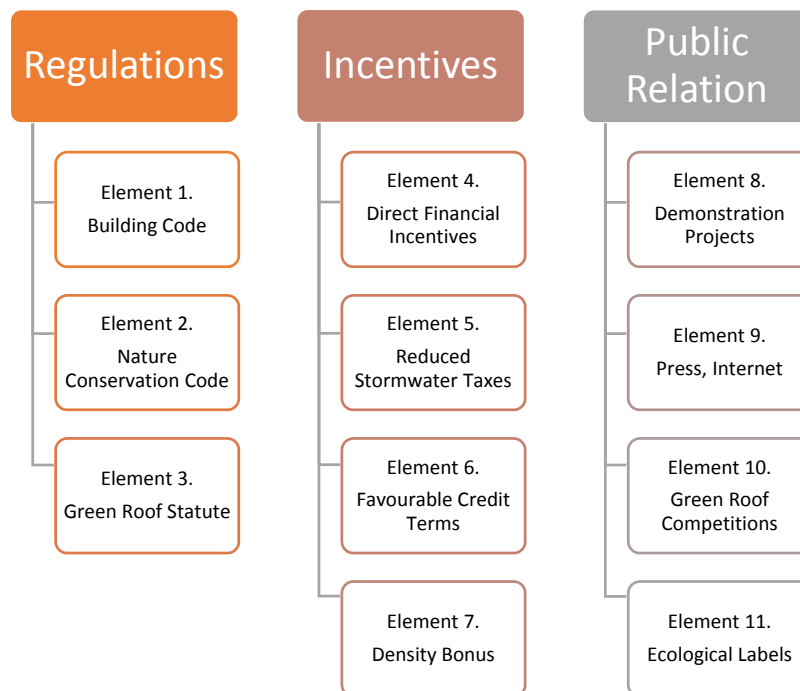 Regulations
Element 1.
Building Code
Element 2.
Nature
Conservation Code
Element 3.
Green Roof Statute
Incentives
Element 4.
Direct Financial
Incentives
Element 5.
Reduced
Stormwater Taxes
Element 6.
Favourable Credit
Terms
Element 7.
Density Bonus
Public
Relation
Element 8.
Demonstration
Projects
Element 9.
Press, Internet
Element 10.
Green Roof
Competitions
Element 11.
Ecological Labels